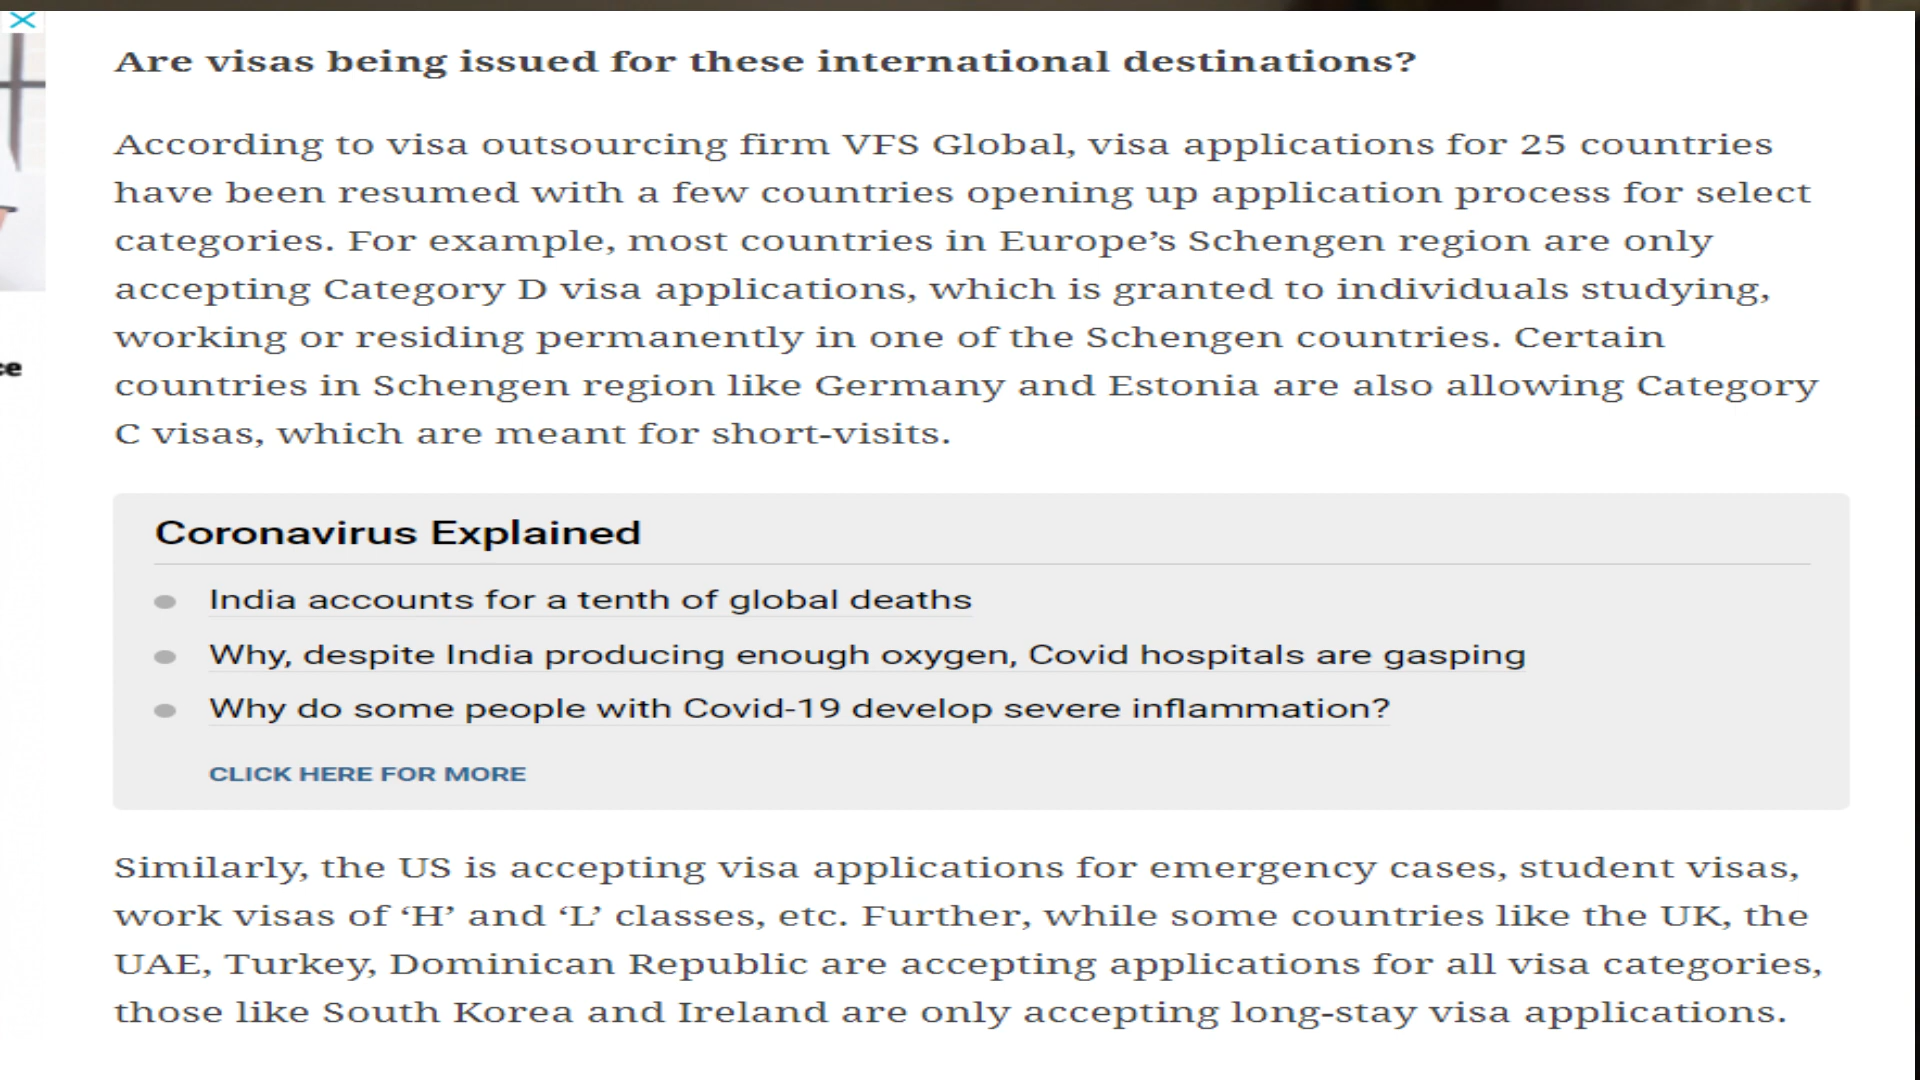 Are visas being issued for these international destinations?
According to visa outsourcing firm VFS Global, visa applications for 25 countries
have been resumed with a few countries opening up application process for select
categories. For example, most countries in Europe’s Schengen region are only
accepting Category D visa applications, which is granted to individuals studying,
working or residing permanently in one of the Schengen countries. Certain
ce
countries in Schengen region like Germany and Estonia are also allowing Category
C visas, which are meant for short-visits.
Coronavirus Explained
India accounts for a tenth of global deaths
Why, despite India producing enough oxygen, Covid hospitals are gasping
Why do some people with Covid-19 develop severe inflammation?
CLICK HERE FOR MORE
Similarly, the US is accepting visa applications for emergency cases, student visas,
work visas of ‘H’ and ‘L’ classes, etc. Further, while some countries like the UK, the
UAE, Turkey, Dominican Republic are accepting applications for all visa categories,
those like South Korea and Ireland are only accepting long-stay visa applications.